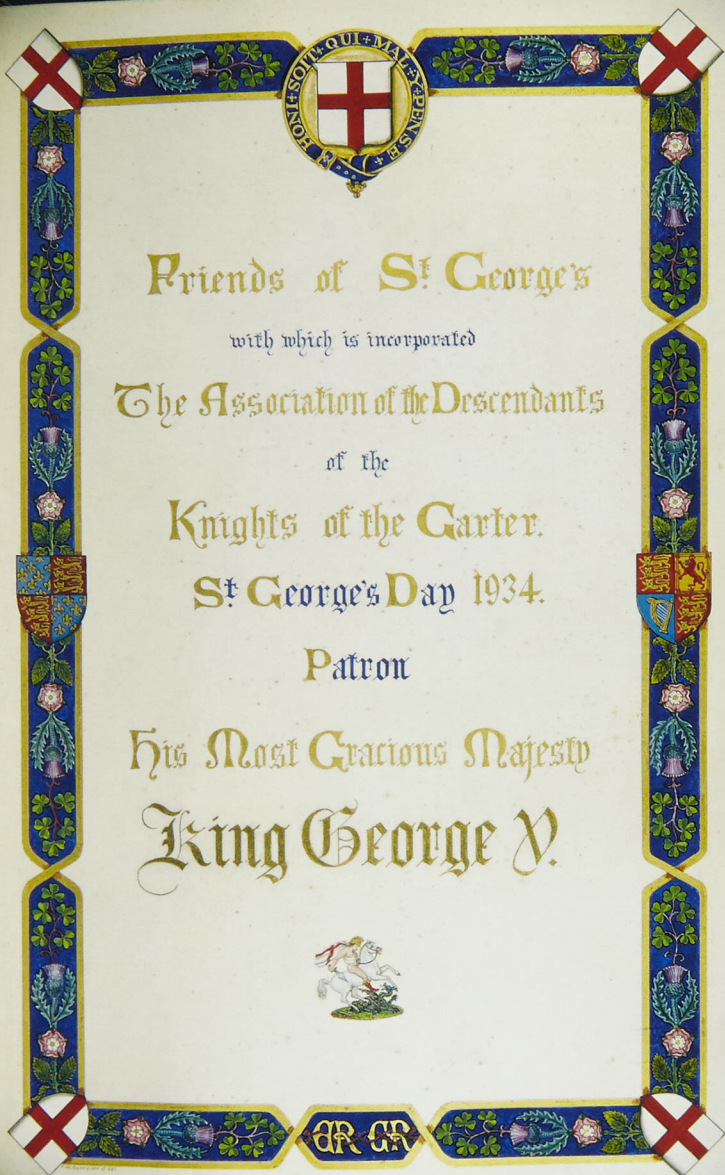 HONI + SOIT + QUI + MAL + Y + PENSE +
Friends of St. George's
with which is incorporated
The Association of the Descendants
of the
Knights of the Garter.
St. George's Day 1934.
Patron
His Most Gracious Majesty
King George V.
GR GR